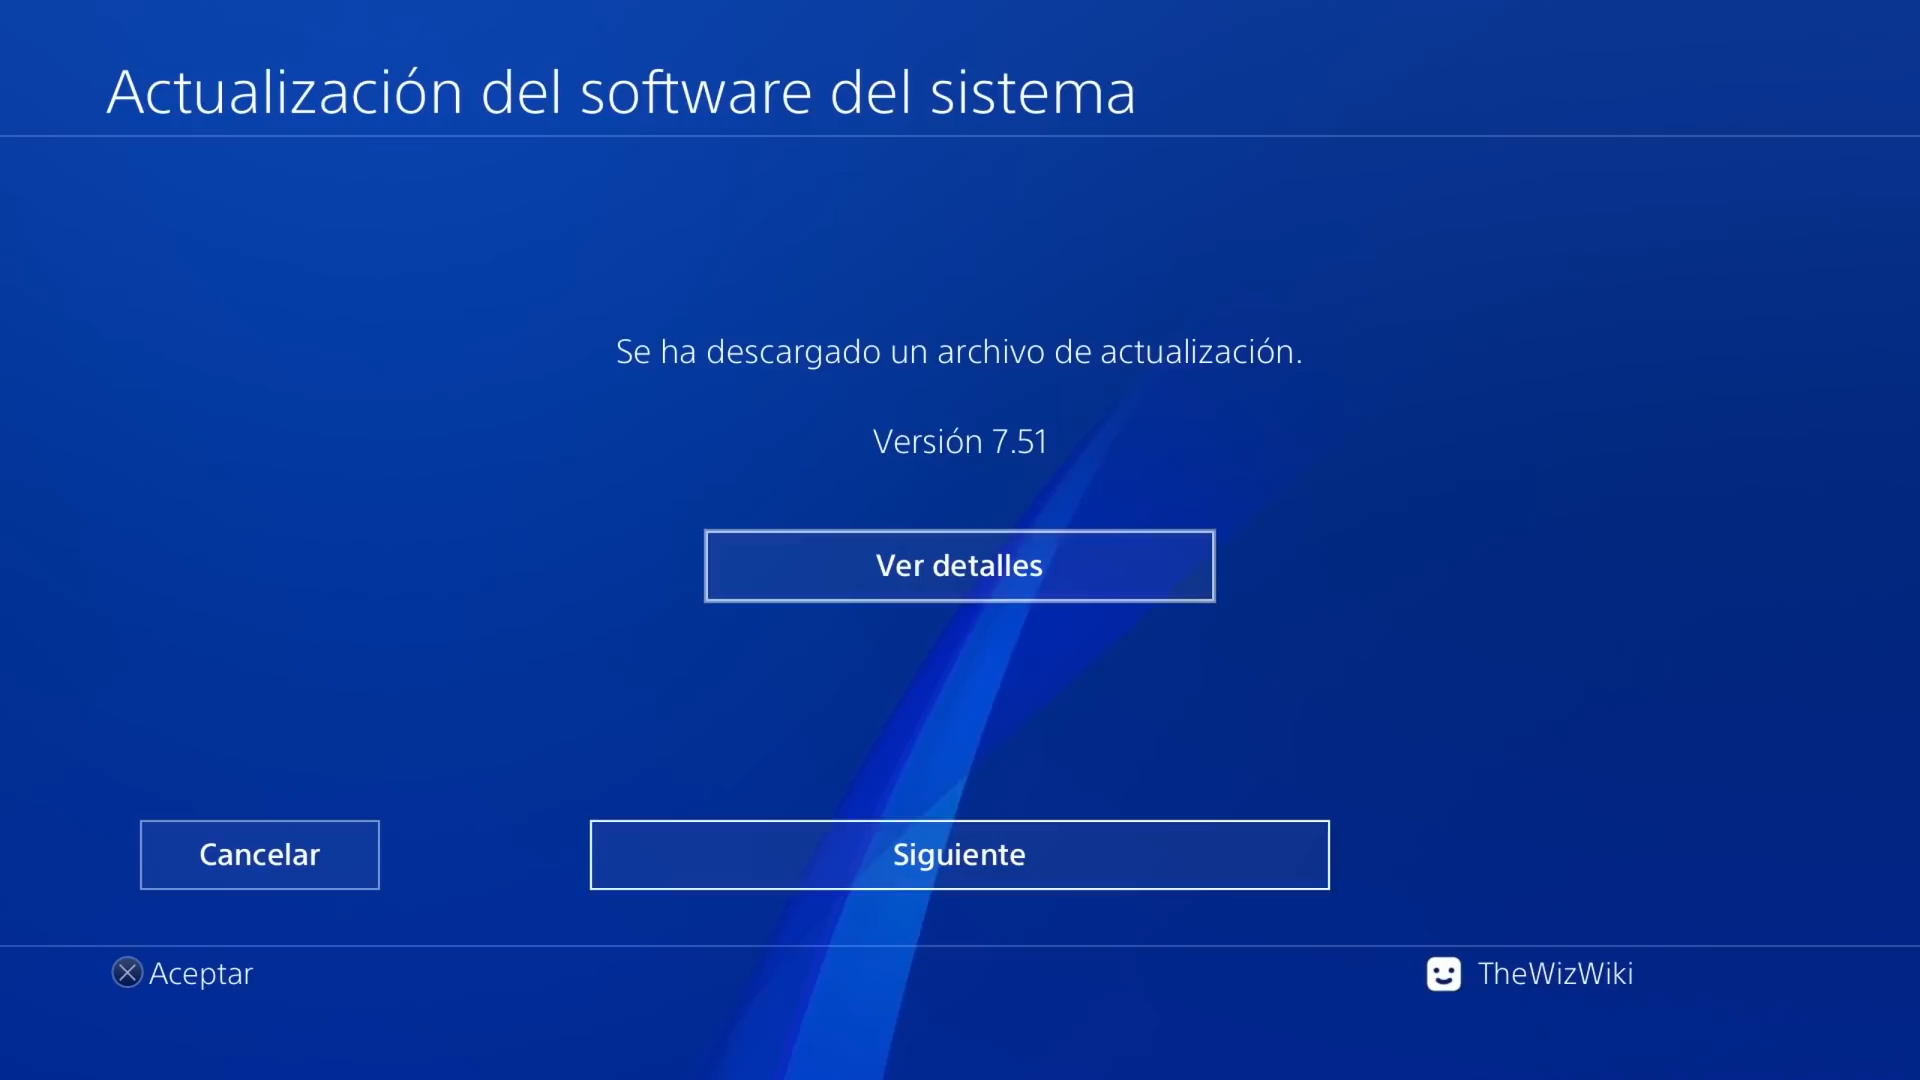 Actualización del software del sistema
Se ha descargado un archivo de actualización.
Versión 7.51
Ver detalles
Cancelar
Siguiente
Aceptar
TheWizWiki